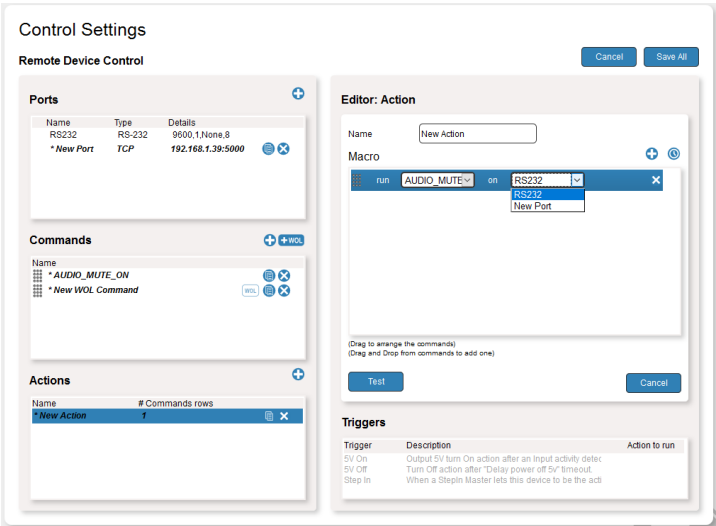 Control Settings
Remote Device Control
Cancel
Save All
Ports
Name Type Details
RS232 RS-232 9600,1,None,8
* New Port TCP 192.168.1.39:5000
Commands
+ WOL
Name
* AUDIO_MUTE_ON
* New WOL Command
WOL
Actions
Name # Commands rows
* New Action 1
Editor: Action
Name New Action
Macro
run AUDIO_MUTE on RS232
RS232
New Port
(Drag to arrange the commands)
(Drag and Drop from commands to add one)
Test
Cancel
Triggers
Trigger Description Action to run
5V On Output 5V turn On action after an Input activity detec
5V Off Turn Off action after "Delay power off 5v" timeout.
Step In When a StepIn Master lets this device to be the acti